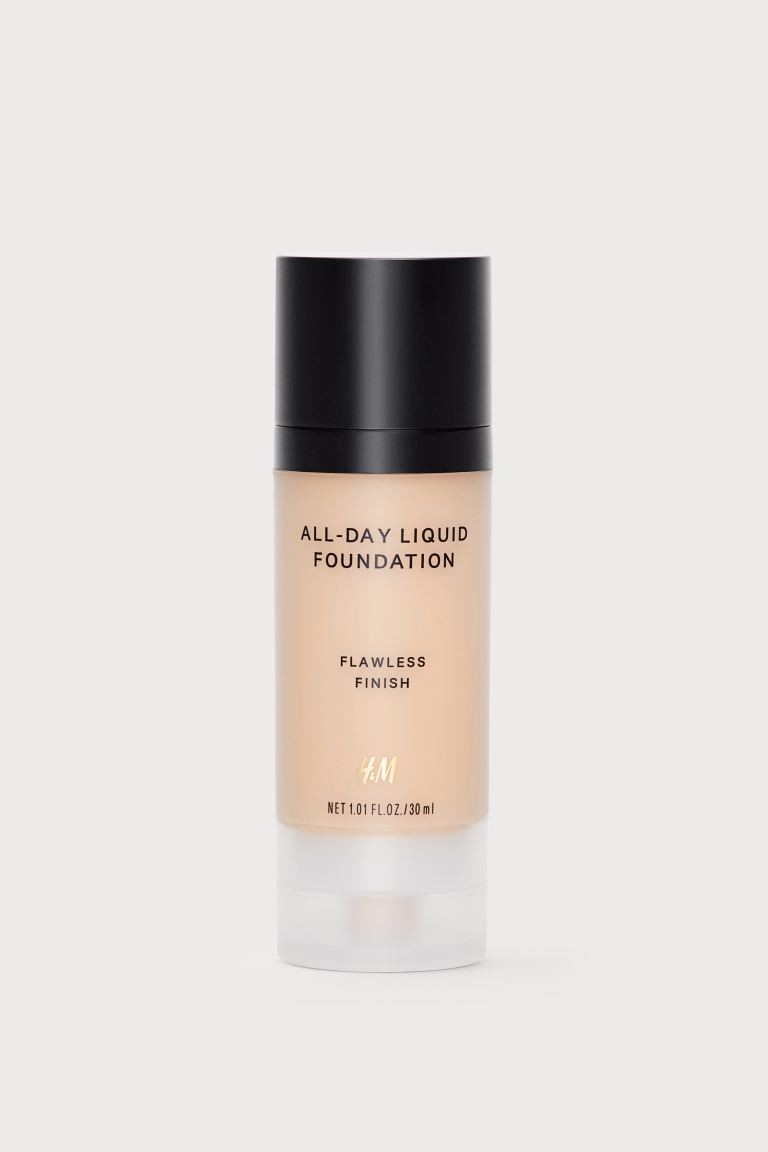 ALL-DAY LIQUID
FOUNDATION
FLAWLESS
FINISH
H&M
NET 1.01 FL.OZ./30 ml